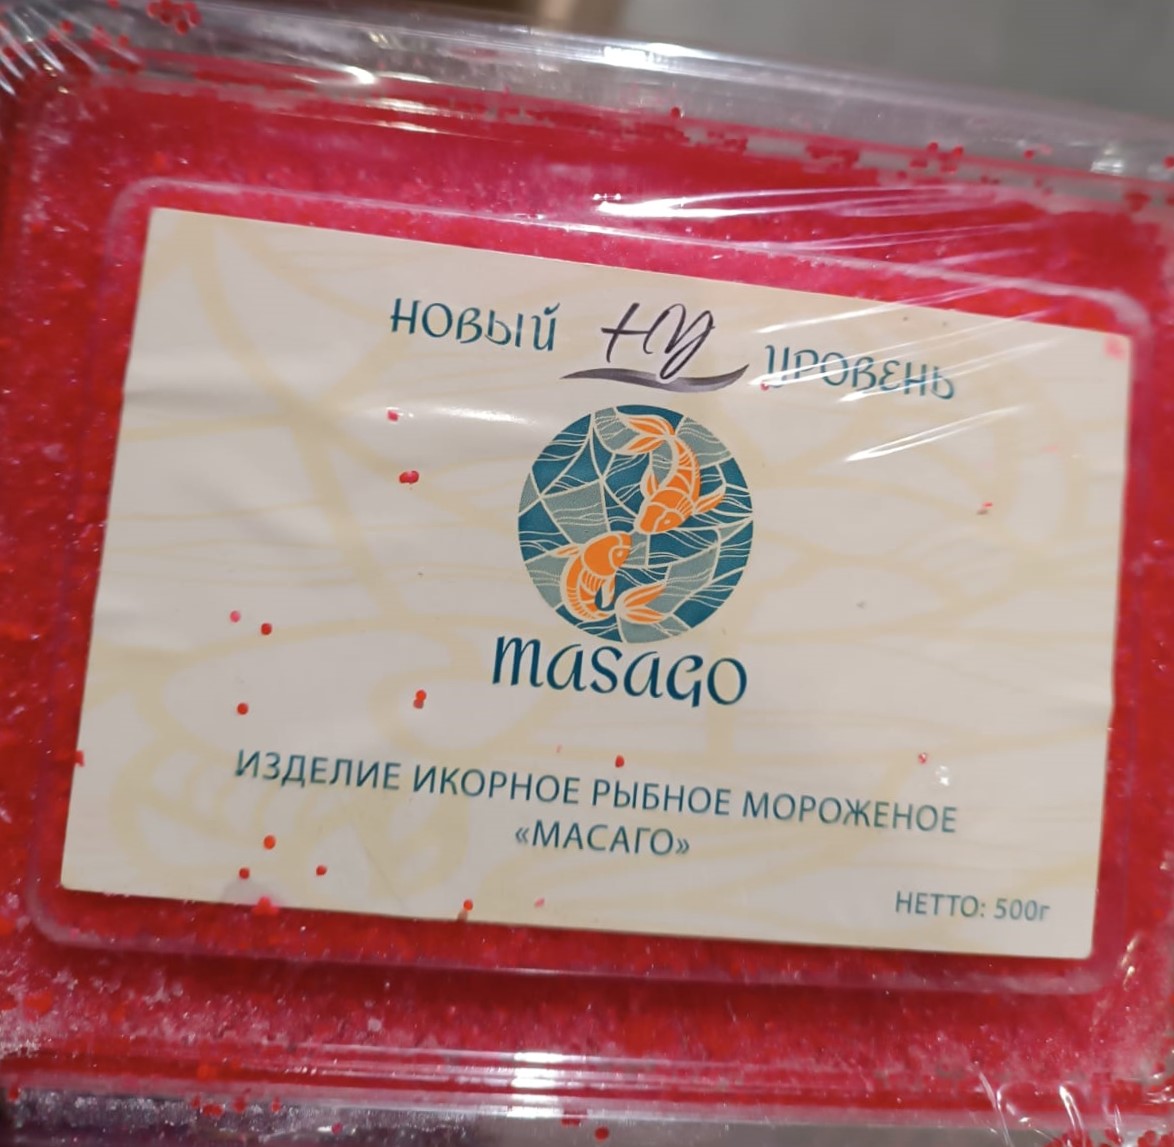 НОВЫЙ НУ УРОВЕНЬ
masago
ИЗДЕЛИЕ ИКОРНОЕ РЫБНОЕ МОРОЖЕНОЕ
«МАСАГО»
НЕТТО: 500г